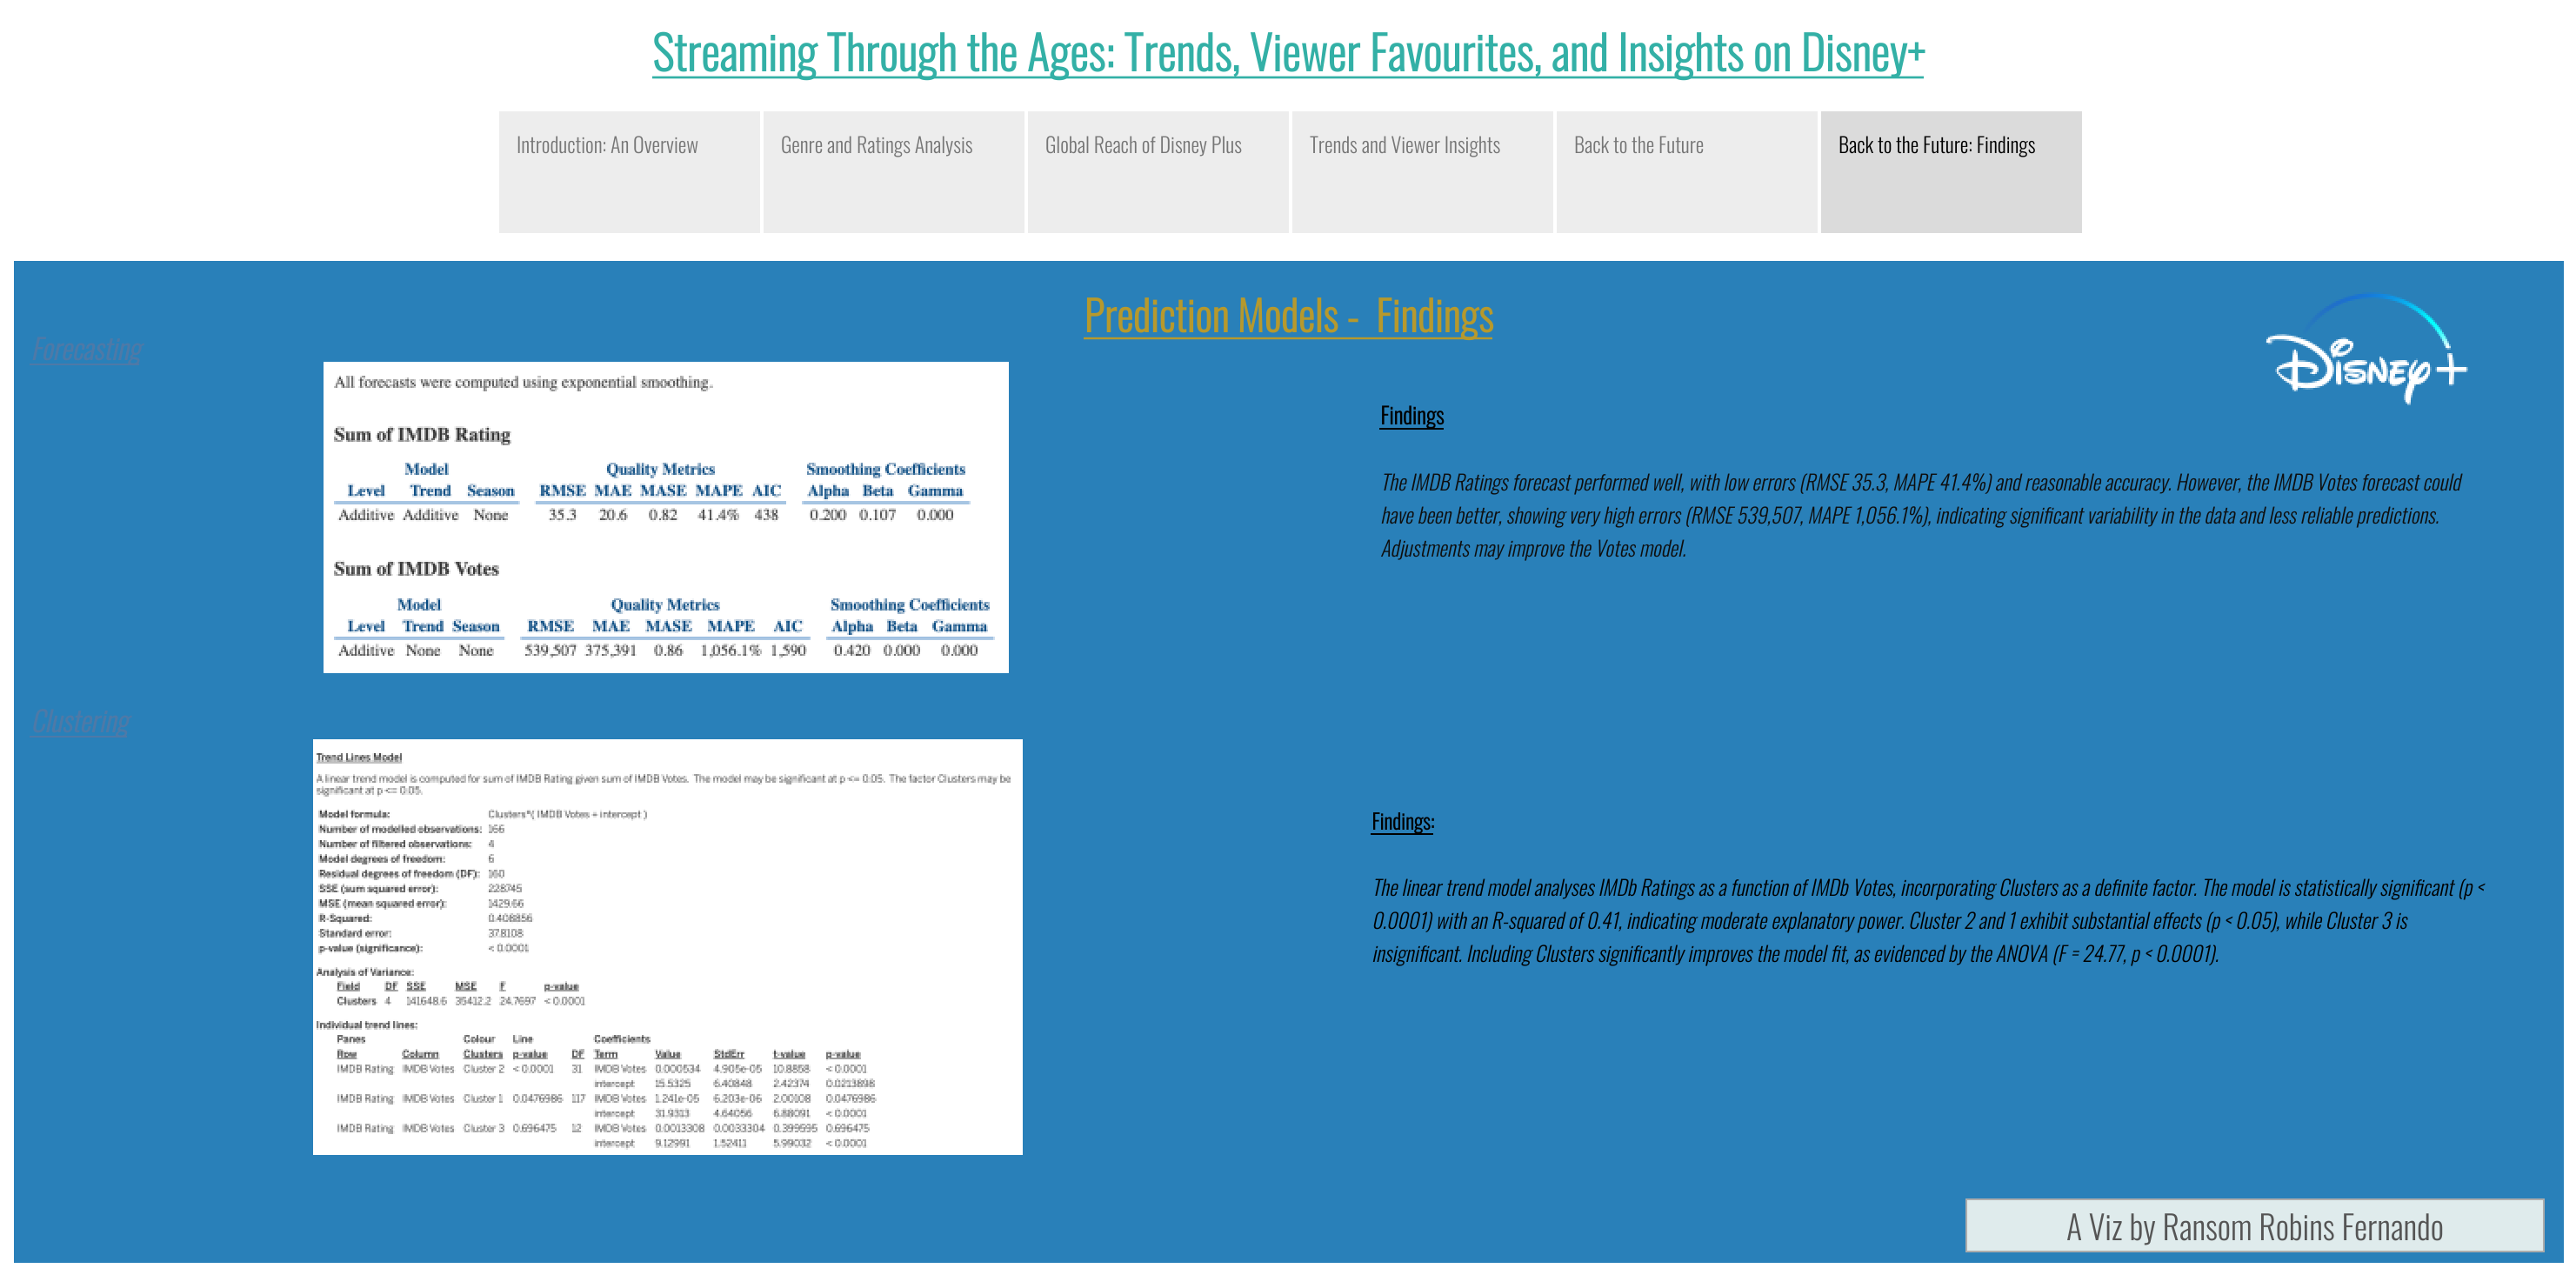 Streaming Through the Ages: Trends, Viewer Favourites, and Insights on Disney+
Introduction: An Overview
Genre and Ratings Analysis
Global Reach of Disney Plus
Trends and Viewer Insights
Back to the Future
Back to the Future: Findings
Prediction Models - Findings
Disney+
Forecasting
All forecasts were computed using exponential smoothing.
Sum of IMDB Rating
Model Quality Metrics Smoothing Coefficients
Level Trend Season RMSE MAE MASE MAPE AIC Alpha Beta Gamma
Additive Additive None 35.3 20.6 0.82 41.4% 438 0.200 0.107 0.000
Sum of IMDB Votes
Model Quality Metrics Smoothing Coefficients
Level Trend Season RMSE MAE MASE MAPE AIC Alpha Beta Gamma
Additive None None 539,507 375,391 0.86 1,056.1% 1,590 0.420 0.000 0.000
Findings
The IMDB Ratings forecast performed well, with low errors (RMSE 35.3, MAPE 41.4%) and reasonable accuracy. However, the IMDB Votes forecast could
have been better, showing very high errors (RMSE 539,507, MAPE 1,056.1%), indicating significant variability in the data and less reliable predictions.
Adjustments may improve the Votes model.
Clustering
Trend Lines Model
A linear trend model is computed for sum of IMDB Rating given sum of IMDB Votes. The model may be significant at p <= 0.05. The factor Clusters may be
significant at p <= 0.05.
Model formula: Clusters*( IMDB Votes + intercept )
Number of modelled observations: 166
Number of filtered observations: 4
Model degrees of freedom: 6
Residual degrees of freedom (DF): 160
SSE (sum squared error): 228745
MSE (mean squared error): 1429.66
R-Squared: 0.408856
Standard error: 37.8108
p-value (significance): < 0.0001
Analysis of Variance:
Field DF SSE MSE F p-value
Clusters 4 141648.6 35412.2 24.7697 < 0.0001
Individual trend lines:
Panes Colour Line Coefficients
Row Column Clusters p-value DF Term Value StdErr t-value p-value
IMDB Rating IMDB Votes Cluster 2 < 0.0001 31 IMDB Votes 0.000534 4.905e-05 10.8858 < 0.0001
intercept 15.5325 6.40848 2.42374 0.0213898
IMDB Rating IMDB Votes Cluster 1 0.0476986 117 IMDB Votes 1.241e-05 6.203e-06 2.00108 0.0476986
intercept 31.9313 4.64056 6.88091 < 0.0001
IMDB Rating IMDB Votes Cluster 3 0.696475 12 IMDB Votes 0.0013308 0.0033304 0.399595 0.696475
intercept 9.12991 1.52411 5.99032 < 0.0001
Findings:
The linear trend model analyses IMDb Ratings as a function of IMDb Votes, incorporating Clusters as a definite factor. The model is statistically significant (p <
0.0001) with an R-squared of 0.41, indicating moderate explanatory power. Cluster 2 and 1 exhibit substantial effects (p < 0.05), while Cluster 3 is
insignificant. Including Clusters significantly improves the model fit, as evidenced by the ANOVA (F = 24.77, p < 0.0001).
A Viz by Ransom Robins Fernando